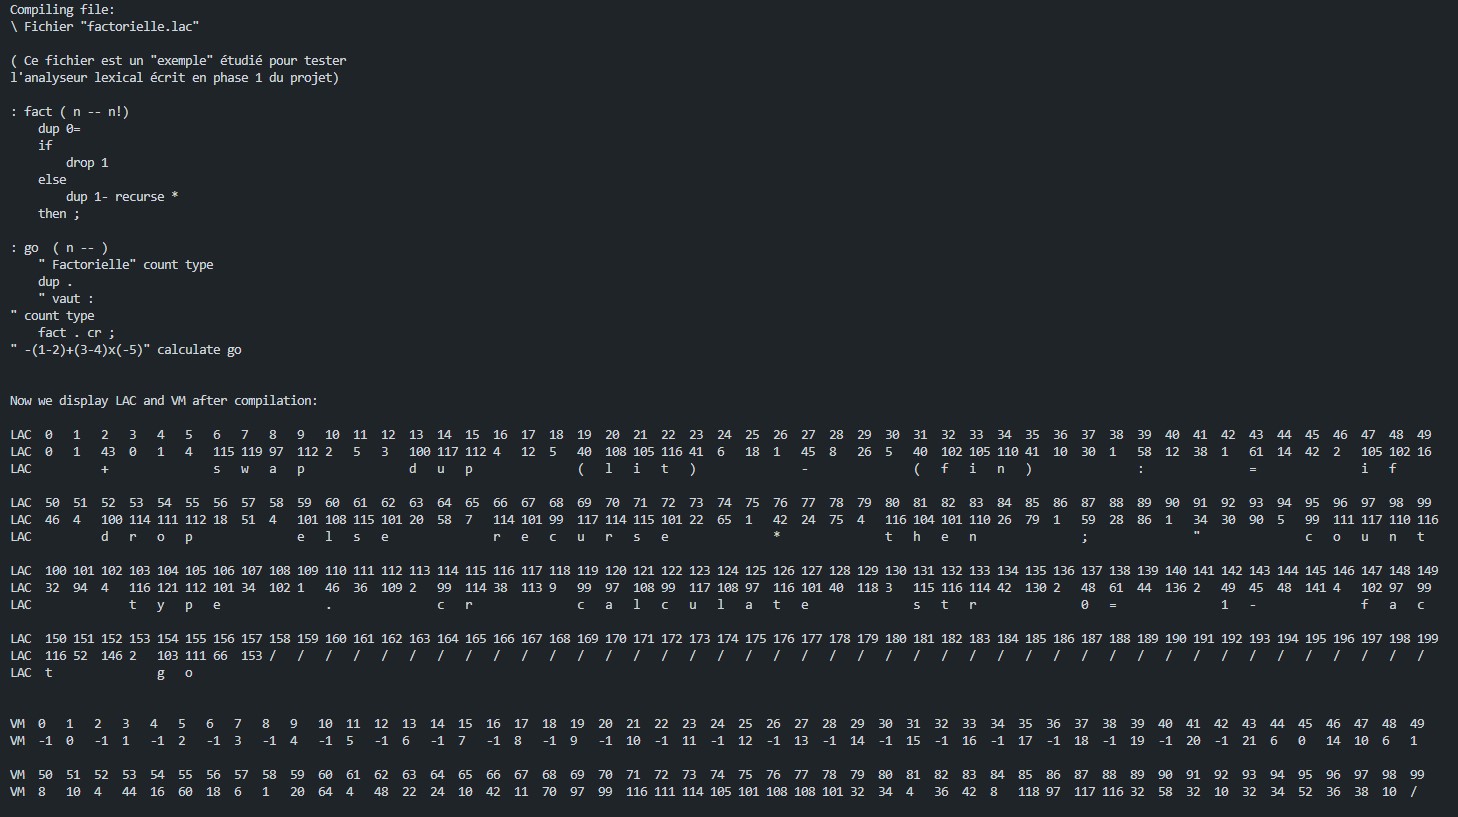 Compiling file:
\ Fichier "factorielle.lac"
( Ce fichier est un "exemple" étudié pour tester
l'analyseur lexical écrit en phase 1 du projet)
: fact ( n -- n!)
dup 0=
if
drop 1
else
dup 1- recurse *
then ;
: go  ( n -- )
" Factorielle" count type
dup .
" vaut :
" count type
fact . cr ;
" -(1-2)+(3-4)x(-5)" calculate go
Now we display LAC and VM after compilation:
LAC 0 1 2 3 4 5 6 7 8 9 10 11 12 13 14 15 16 17 18 19 20 21 22 23 24 25 26 27 28 29 30 31 32 33 34 35 36 37 38 39 40 41 42 43 44 45 46 47 48 49
LAC 0 1 43 0 1 4 115 119 97 112 2 5 3 100 117 112 4 12 5 40 108 105 116 41 6 18 1 45 8 26 5 40 102 105 110 41 10 30 1 58 12 38 1 61 14 42 2 105 102 16
LAC + s w a p d u p ( l i t ) - ( f i n ) : = i f
LAC 50 51 52 53 54 55 56 57 58 59 60 61 62 63 64 65 66 67 68 69 70 71 72 73 74 75 76 77 78 79 80 81 82 83 84 85 86 87 88 89 90 91 92 93 94 95 96 97 98 99
LAC 46 4 100 114 111 112 18 51 4 101 108 115 101 20 58 7 114 101 99 117 114 115 101 22 65 1 42 24 75 4 116 104 101 110 26 79 1 59 28 86 1 34 30 90 5 99 111 117 110 116
LAC d r o p e l s e r e c u r s e * t h e n ; " c o u n t
LAC 100 101 102 103 104 105 106 107 108 109 110 111 112 113 114 115 116 117 118 119 120 121 122 123 124 125 126 127 128 129 130 131 132 133 134 135 136 137 138 139 140 141 142 143 144 145 146 147 148 149
LAC 32 94 4 116 121 112 101 34 102 1 46 36 109 2 99 114 38 113 9 99 97 108 99 117 108 97 116 101 40 118 3 115 116 114 42 130 2 48 61 44 136 2 49 45 48 141 4 102 97 99
LAC t y p e . c r c a l c u l a t e s t r 0 = 1 - f a c
LAC 150 151 152 153 154 155 156 157 158 159 160 161 162 163 164 165 166 167 168 169 170 171 172 173 174 175 176 177 178 179 180 181 182 183 184 185 186 187 188 189 190 191 192 193 194 195 196 197 198 199
LAC 116 52 146 2 103 111 66 153 / / / / / / / / / / / / / / / / / / / / / / / / / / / / / / / / / / / / / / / / / /
LAC t g o
VM 0 1 2 3 4 5 6 7 8 9 10 11 12 13 14 15 16 17 18 19 20 21 22 23 24 25 26 27 28 29 30 31 32 33 34 35 36 37 38 39 40 41 42 43 44 45 46 47 48 49
VM -1 0 -1 1 -1 2 -1 3 -1 4 -1 5 -1 6 -1 7 -1 8 -1 9 -1 10 -1 11 -1 12 -1 13 -1 14 -1 15 -1 16 -1 17 -1 18 -1 19 -1 20 -1 21 6 0 14 10 6 1
VM 50 51 52 53 54 55 56 57 58 59 60 61 62 63 64 65 66 67 68 69 70 71 72 73 74 75 76 77 78 79 80 81 82 83 84 85 86 87 88 89 90 91 92 93 94 95 96 97 98 99
VM 8 10 4 44 16 60 18 6 1 20 64 4 48 22 24 10 42 11 70 97 99 116 111 114 105 101 108 108 101 32 34 4 36 42 8 118 97 117 116 32 58 32 10 32 34 52 36 38 10 /